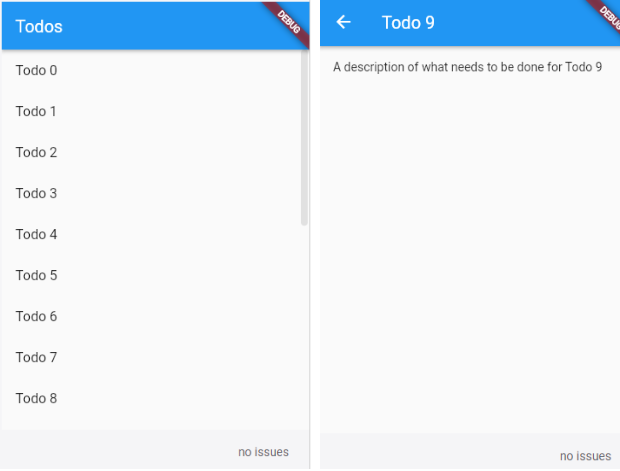 Todos
DEBUG
Todo 0
Todo 1
Todo 2
Todo 3
Todo 4
Todo 5
Todo 6
Todo 7
Todo 8
no issues
Todo 9
DEBUG
A description of what needs to be done for Todo 9
no issues